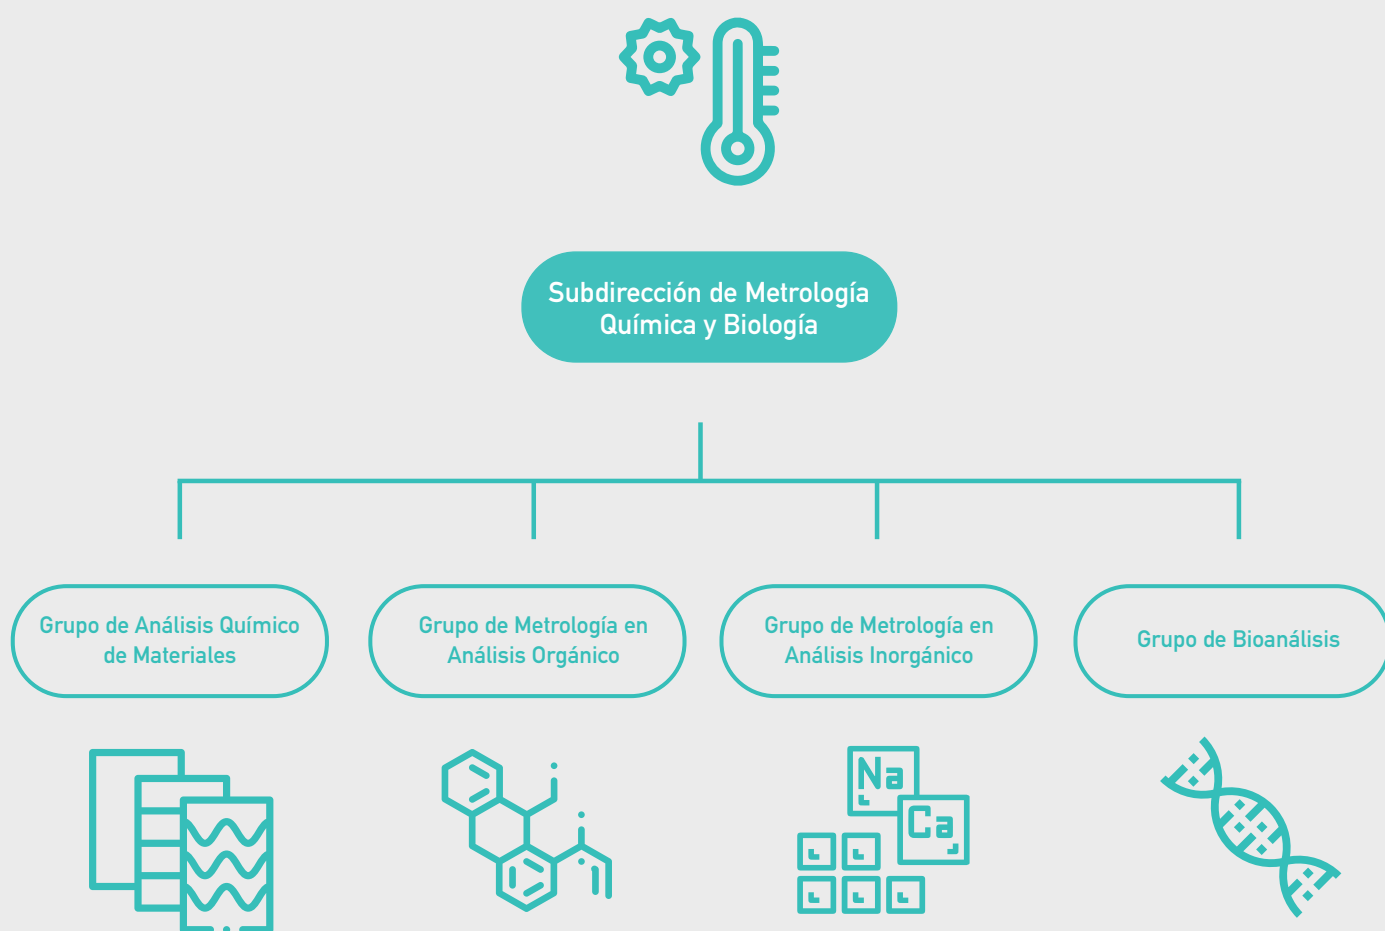 Subdirección de Metrología
Química y Biología
Grupo de Análisis Químico
de Materiales
Grupo de Metrología en
Análisis Orgánico
Grupo de Metrología en
Análisis Inorgánico
Grupo de Bioanálisis
Na
Ca